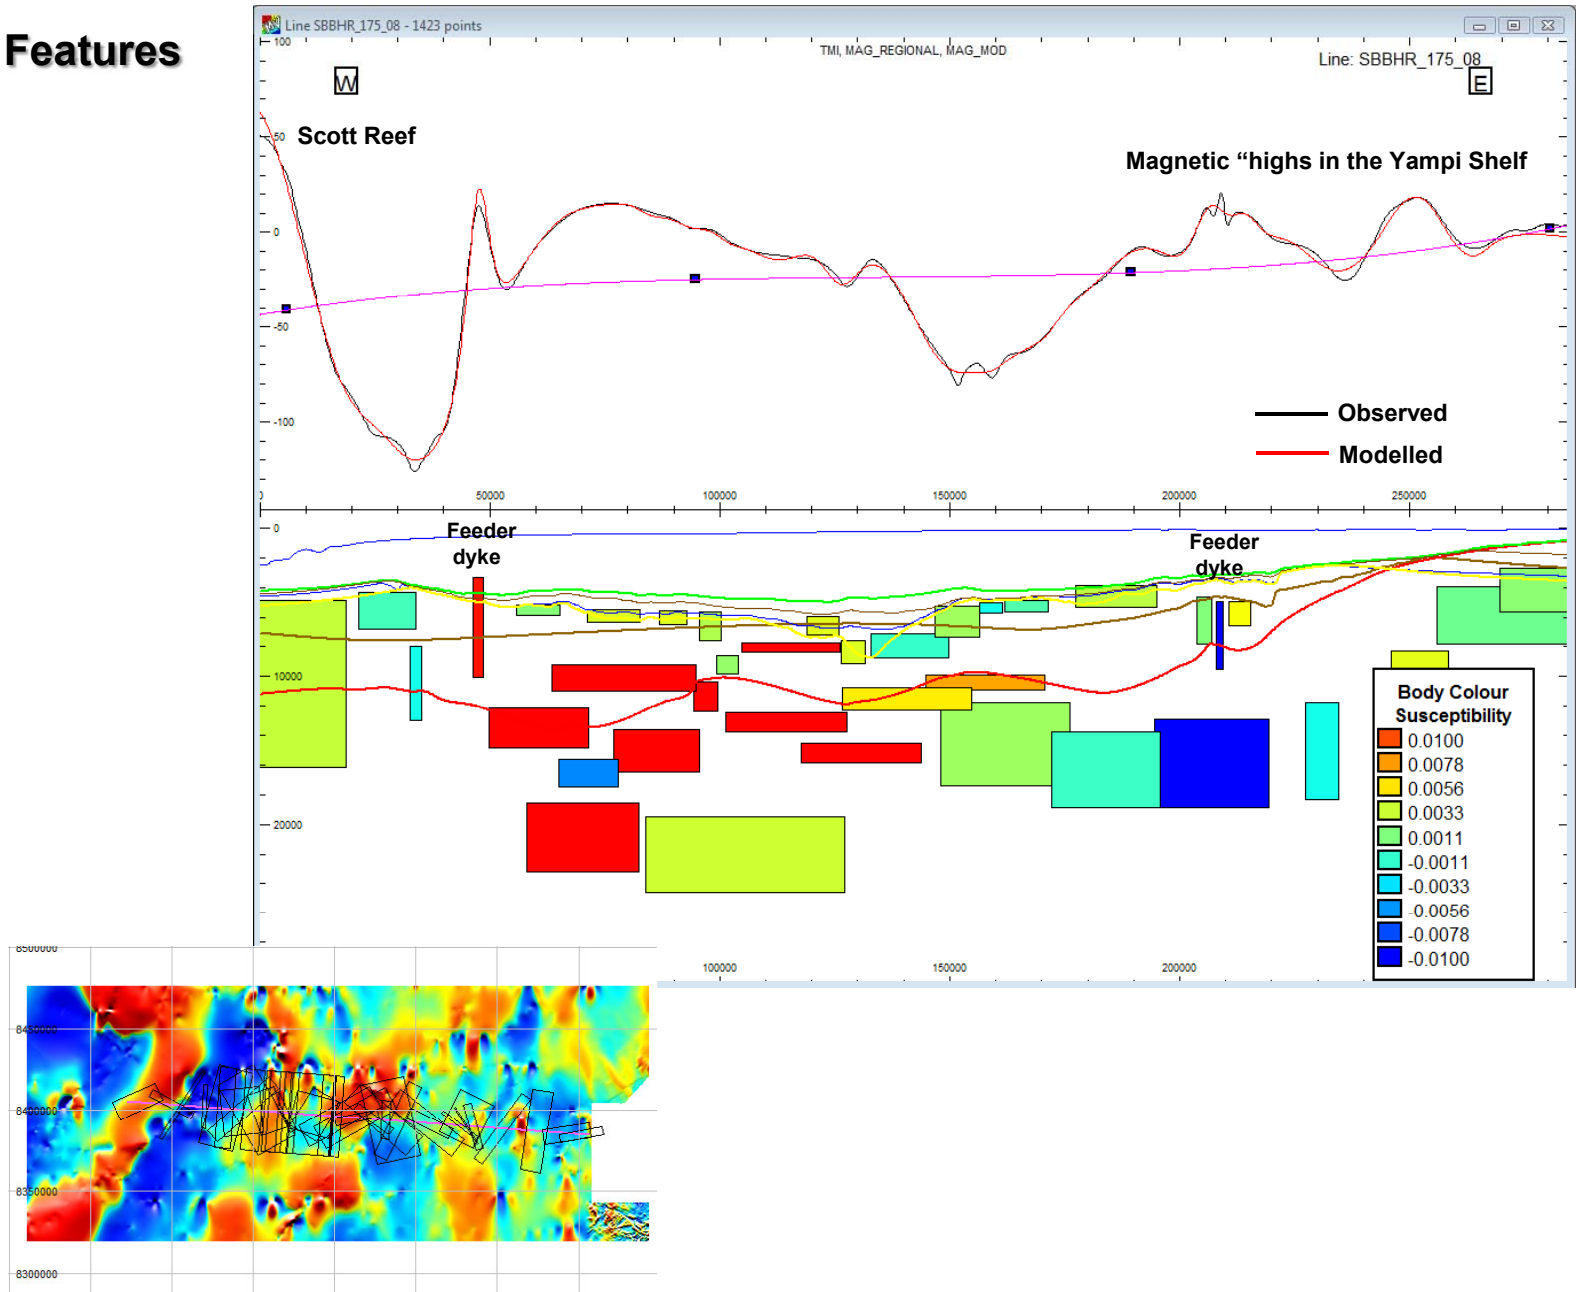 Features
Line SBBHR_175_08 - 1423 points
100
TMI, MAG_REGIONAL, MAG_MOD
Line: SBBHR_175_08
W
E
50
Scott Reef
Magnetic “highs in the Yampi Shelf
0
-50
-100
Observed
Modelled
0
50000
100000
150000
200000
250000
0
Feeder
dyke
Feeder
dyke
10000
20000
Body Colour
Susceptibility
0.0100
0.0078
0.0056
0.0033
0.0011
-0.0011
-0.0033
-0.0056
-0.0078
-0.0100
100000
150000
200000
8500000
8450000
8400000
8350000
8300000